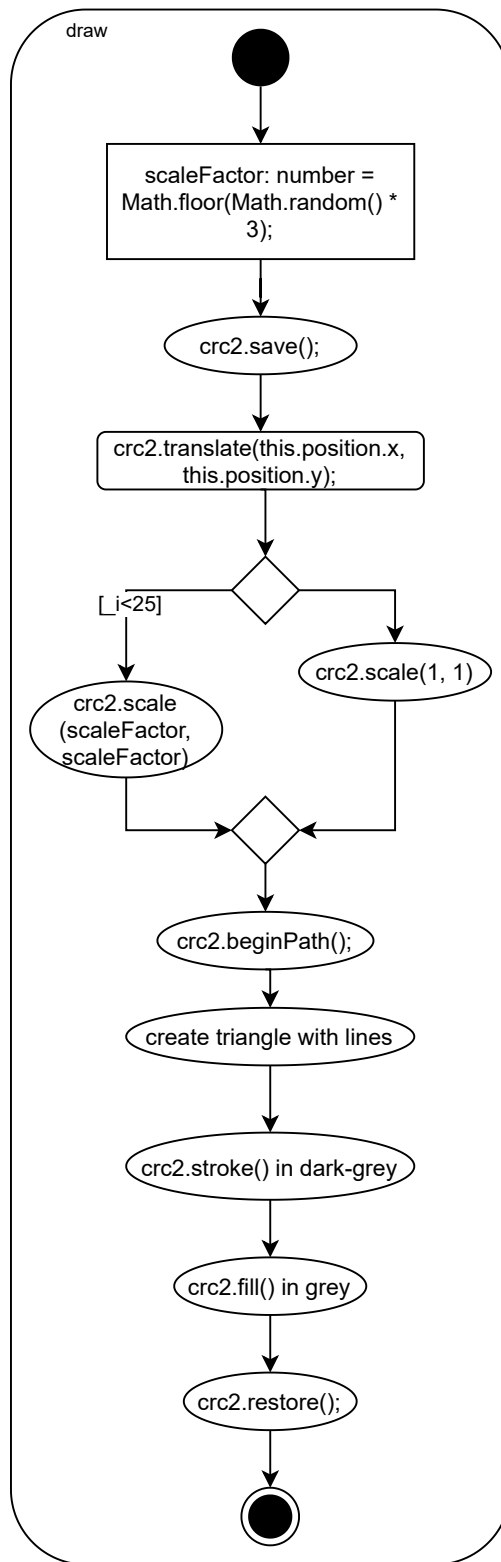 draw
scaleFactor: number =
Math.floor(Math.random() *
3);
crc2.save();
crc2.translate(this.position.x,
this.position.y);
[_i<25]
crc2.scale(1, 1)
crc2.scale
(scaleFactor,
scaleFactor)
crc2.beginPath();
create triangle with lines
crc2.stroke() in dark-grey
crc2.fill() in grey
crc2.restore();